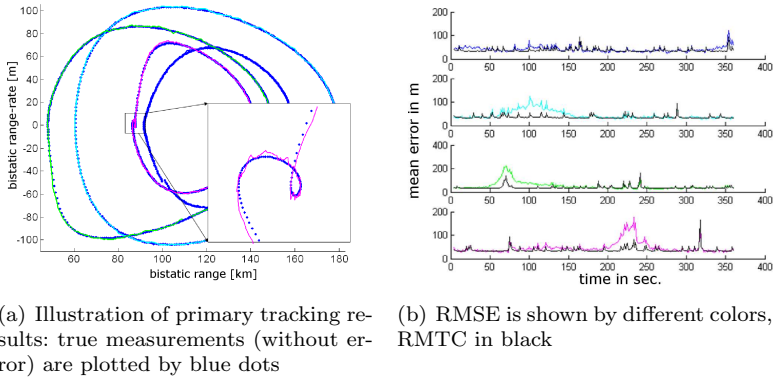 100
80
60
40
20
0
-20
-40
-60
-80
-100
bistatic range-rate [m]
60 80 100 120 140 160 180
bistatic range [km]
mean error in m
200
100
0
0 50 100 150 200 250 300 350 400
200
100
0
0 50 100 150 200 250 300 350 400
400
200
0
0 50 100 150 200 250 300 350 400
200
100
0
0 50 100 150 200 250 300 350 400
time in sec.
(a) Illustration of primary tracking re-
sults: true measurements (without er-
ror) are plotted by blue dots
(b) RMSE is shown by different colors,
RMTC in black